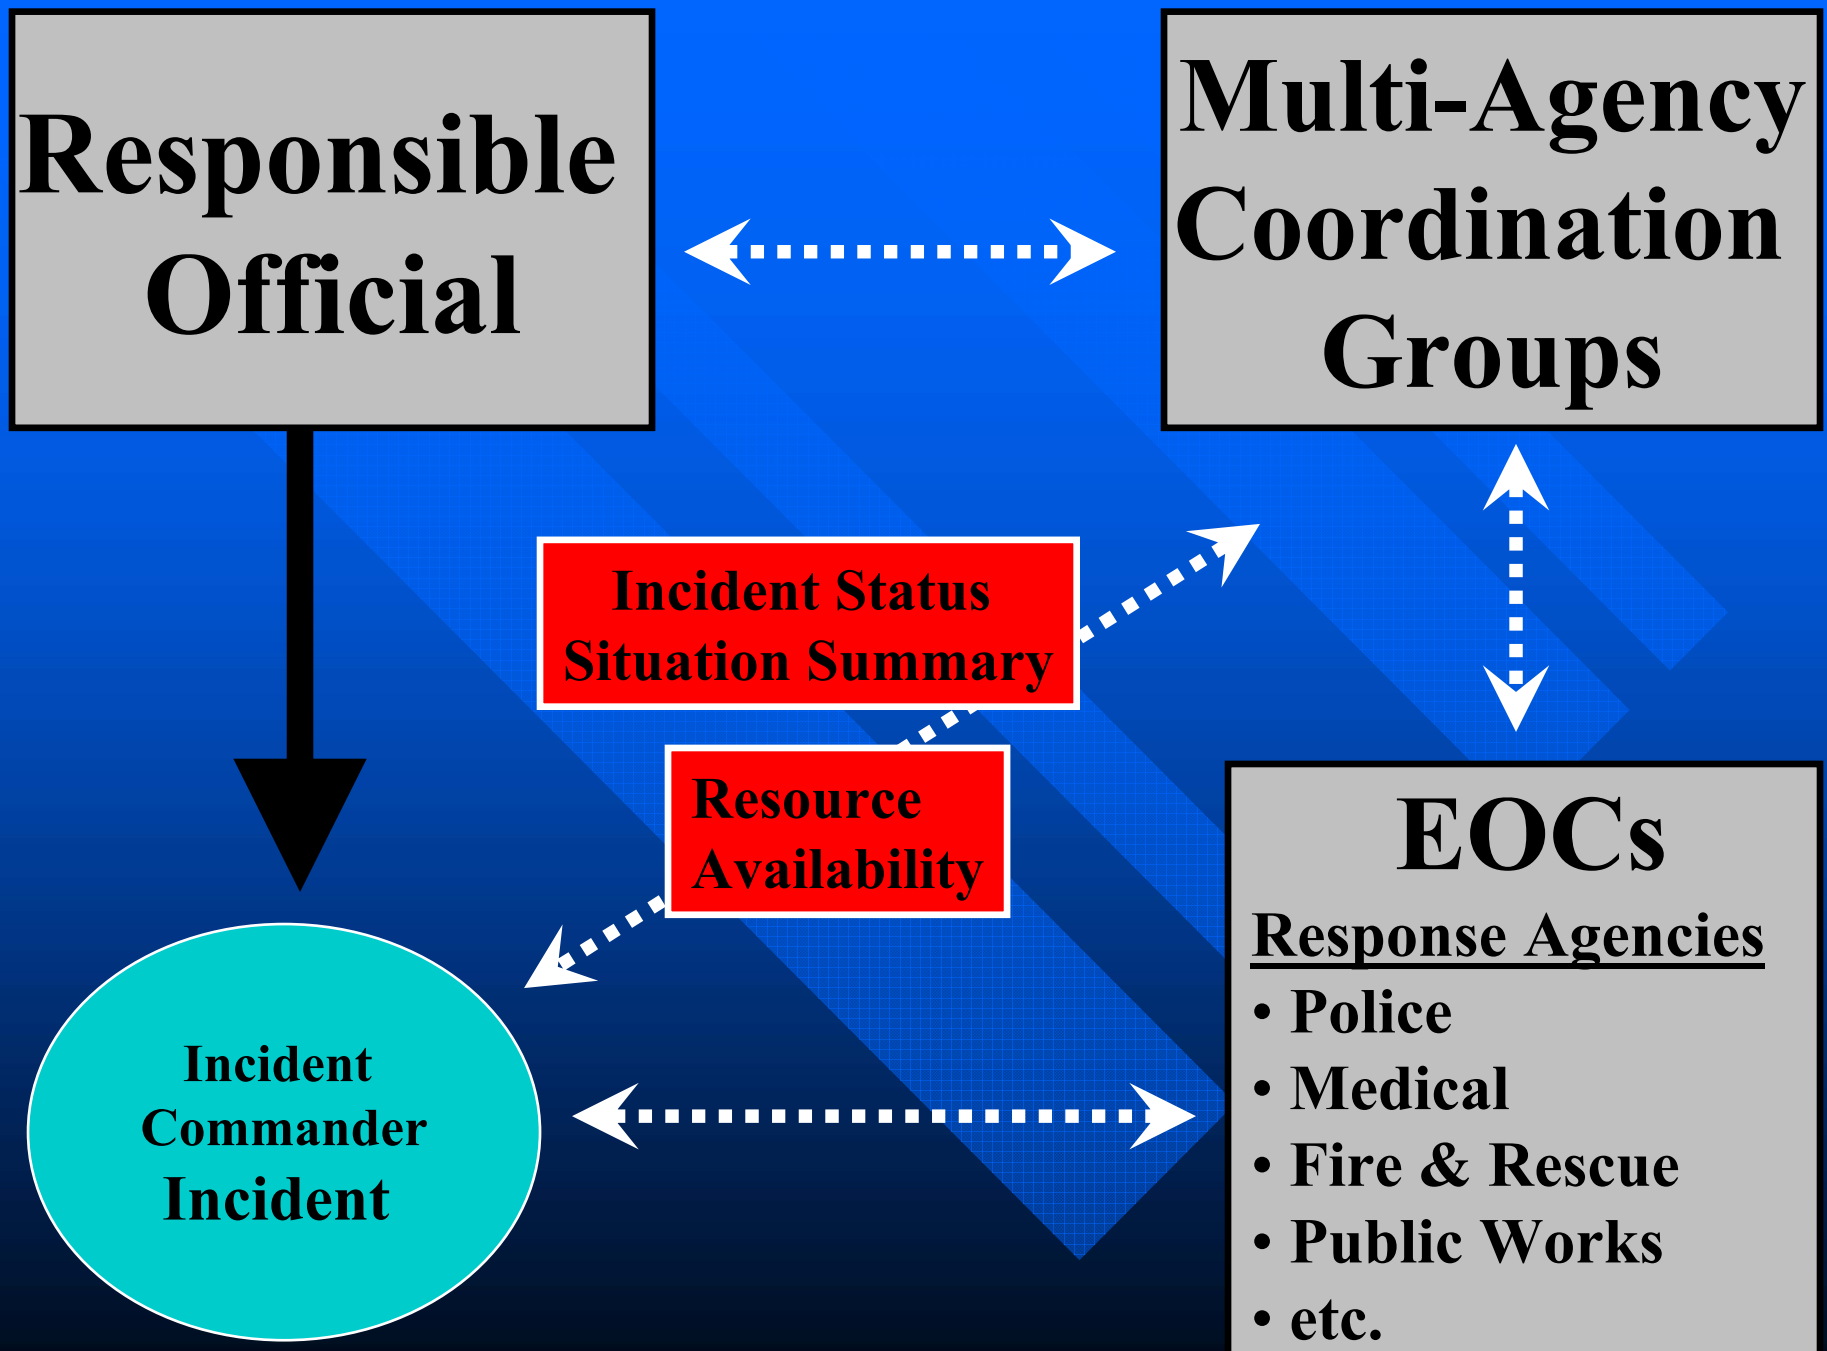 Responsible
Official
Multi-Agency
Coordination
Groups
Incident Status
Situation Summary
Resource
Availability
Incident
Commander
Incident
EOCs
Response Agencies
• Police
• Medical
• Fire & Rescue
• Public Works
• etc.